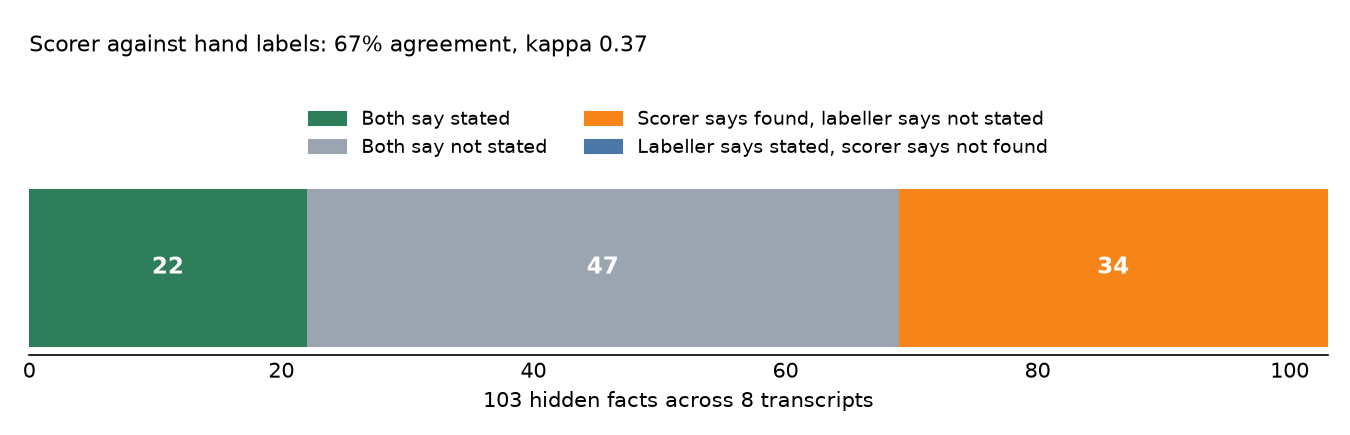 Scorer against hand labels: 67% agreement, kappa 0.37
Both say stated
Scorer says found, labeller says not stated
Both say not stated
Labeller says stated, scorer says not found
22
47
34
0 20 40 60 80 100
103 hidden facts across 8 transcripts